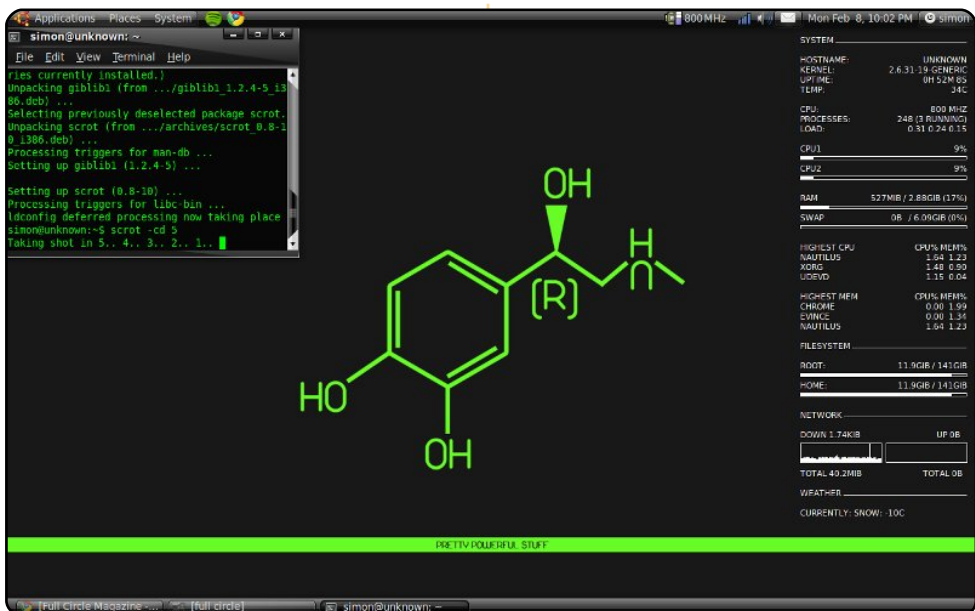 Applications Places System
800 MHZ
Mon Feb 8, 10:02 PM
simon
simon@unknown: ~
File Edit View Terminal Help
ries currently installed.)
Unpacking giblib1 (from .../giblib1_1.2.4-5_i3
86.deb) ...
Selecting previously deselected package scrot.
Unpacking scrot (from .../archives/scrot_0.8-1
0_i386.deb) ...
Processing triggers for man-db ...
Setting up giblib1 (1.2.4-5) ...
Setting up scrot (0.8-10) ...
Processing triggers for libc-bin ...
ldconfig deferred processing now taking place
simon@unknown:~$ scrot -cd 5
Taking shot in 5.. 4.. 3.. 2.. 1..
OH
H
N
(R)
HO
OH
PRETTY POWERFUL STUFF
SYSTEM
HOSTNAME: UNKNOWN
KERNEL: 2.6.31-19-GENERIC
UPTIME: 0H 52M 8S
TEMP: 34C
CPU: 800 MHZ
PROCESSES: 248 (3 RUNNING)
LOAD: 0.31 0.24 0.15
CPU1 9%
CPU2 9%
RAM 527MIB / 2.88GIB (17%)
SWAP 0B / 6.09GIB (0%)
HIGHEST CPU CPU% MEM%
NAUTILUS 1.64 1.23
XORG 1.48 0.90
UDEVD 1.15 0.04
HIGHEST MEM CPU% MEM%
CHROME 0.00 1.99
EVINCE 0.00 1.34
NAUTILUS 1.64 1.23
FILESYSTEM
ROOT: 11.9GIB / 141GIB
HOME: 11.9GIB / 141GIB
NETWORK
DOWN 1.74KIB UP 0B
TOTAL 40.2MIB TOTAL 0B
WEATHER
CURRENTLY: SNOW: -10C
[Full Circle Magazine -...
[full circle]
simon@unknown: ~